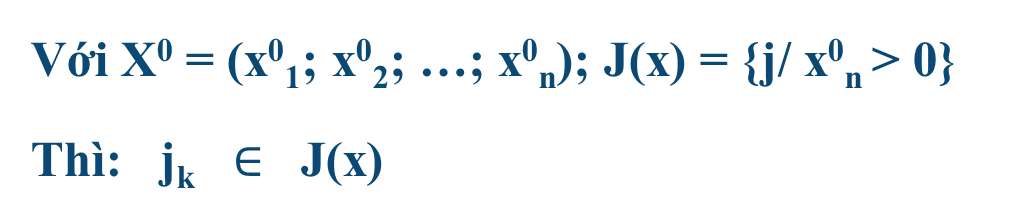 Với X⁰ = (x⁰₁; x⁰₂; …; x⁰ₙ); J(x) = {j/ x⁰ₙ > 0}
Thì: jₖ ∈ J(x)